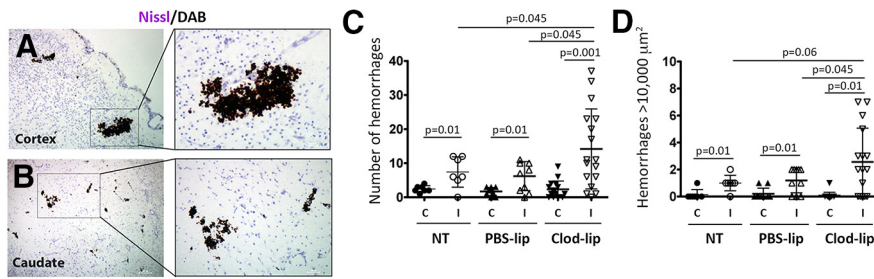 Nissl/DAB
A
Cortex
B
Caudate
C
Number of hemorrhages
40
30
20
10
0
p=0.045
p=0.045
p=0.001
p=0.01
p=0.01
C I C I C I
NT PBS-lip Clod-lip
D
Hemorrhages >10,000 µm²
10
8
6
4
2
0
p=0.06
p=0.045
p=0.01
p=0.01
p=0.01
C I C I C I
NT PBS-lip Clod-lip